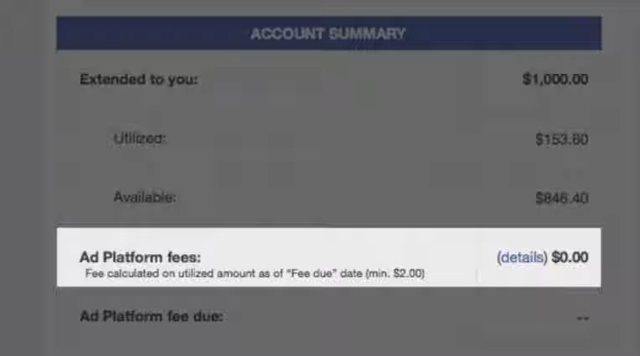 ACCOUNT SUMMARY
Extended to you: $1,000.00
Utilized: $153.60
Available: $846.40
Ad Platform fees: (details) $0.00
Fee calculated on utilized amount as of "Fee due" date (min. $2.00)
Ad Platform fee due: --